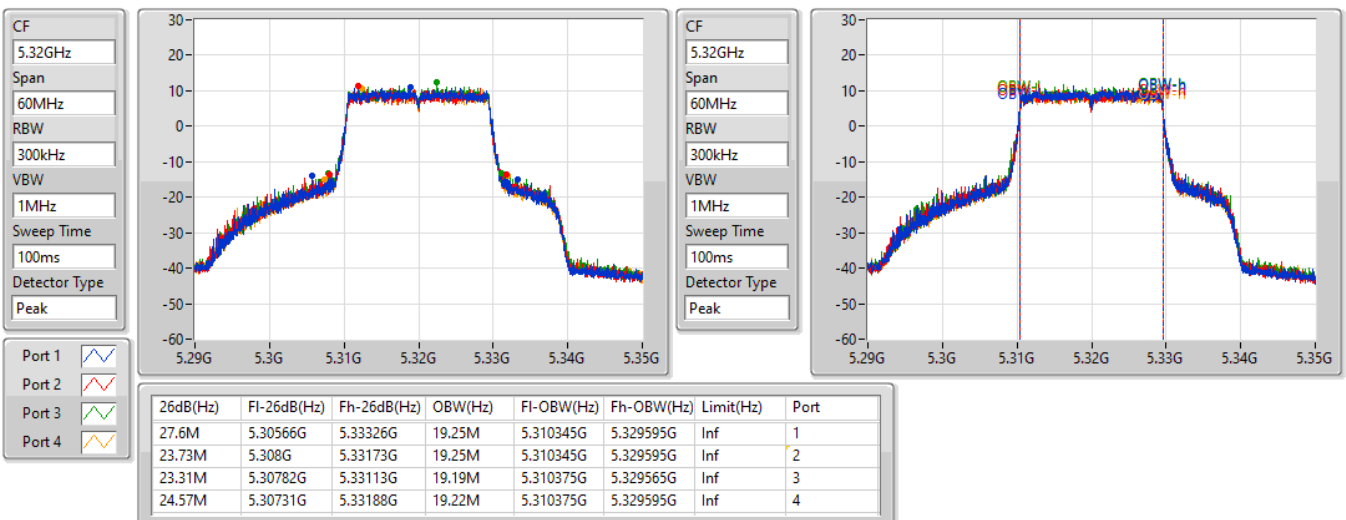 CF
5.32GHz
Span
60MHz
RBW
300kHz
VBW
1MHz
Sweep Time
100ms
Detector Type
Peak
30
20
10
0
-10
-20
-30
-40
-50
-60
5.29G 5.3G 5.31G 5.32G 5.33G 5.34G 5.35G
CF
5.32GHz
Span
60MHz
RBW
300kHz
VBW
1MHz
Sweep Time
100ms
Detector Type
Peak
30
20
10
0
-10
-20
-30
-40
-50
-60
OBW-l OBW-h
5.29G 5.3G 5.31G 5.32G 5.33G 5.34G 5.35G
Port 1
Port 2
Port 3
Port 4
26dB(Hz) Fl-26dB(Hz) Fh-26dB(Hz) OBW(Hz) Fl-OBW(Hz) Fh-OBW(Hz) Limit(Hz) Port
27.6M 5.30566G 5.33326G 19.25M 5.310345G 5.329595G Inf 1
23.73M 5.308G 5.33173G 19.25M 5.310345G 5.329595G Inf 2
23.31M 5.30782G 5.33113G 19.19M 5.310375G 5.329565G Inf 3
24.57M 5.30731G 5.33188G 19.22M 5.310375G 5.329595G Inf 4